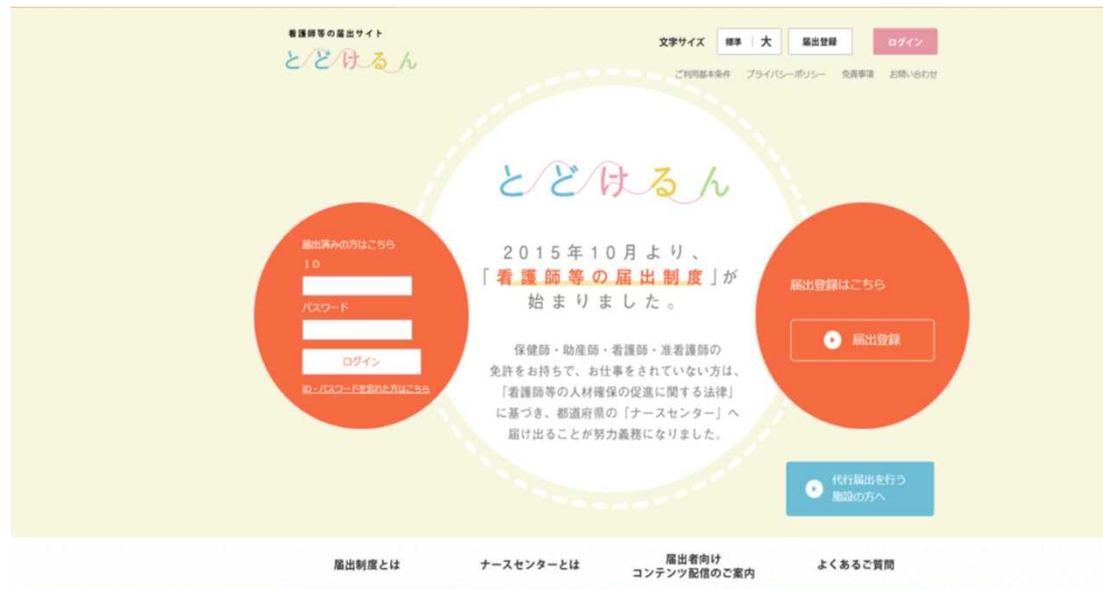 看護師等の届出サイト
とどけるん
文字サイズ 標準 | 大 届出登録 ログイン
ご利用基本条件 プライバシーポリシー 免責事項 お問い合わせ
とどけるん
2015年10月より、
「看護師等の届出制度」が
始まりました。
保健師・助産師・看護師・准看護師の
免許をお持ちで、お仕事をされていない方は、
「看護師等の人材確保の促進に関する法律」
に基づき、都道府県の「ナースセンター」へ
届け出ることが努力義務になりました。
届出済みの方はこちら
ID
パスワード
ログイン
ID・パスワードを忘れた方はこちら
届出登録はこちら
届出登録
代行届出を行う
施設の方へ
届出制度とは
ナースセンターとは
届出者向け
コンテンツ配信のご案内
よくあるご質問